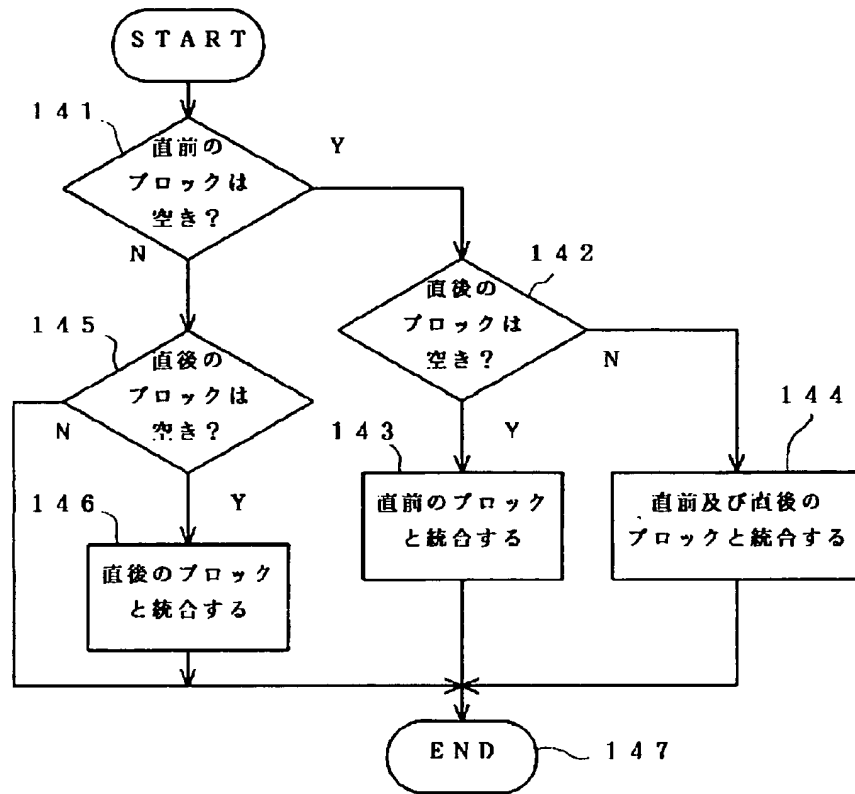 START
141
直前の
ブロックは
空き?
Y
N
142
直後の
ブロックは
空き?
N
Y
145
直後の
ブロックは
空き?
N
Y
143
直前のブロック
と統合する
144
直前及び直後の
ブロックと統合する
146
直後のブロック
と統合する
END
147